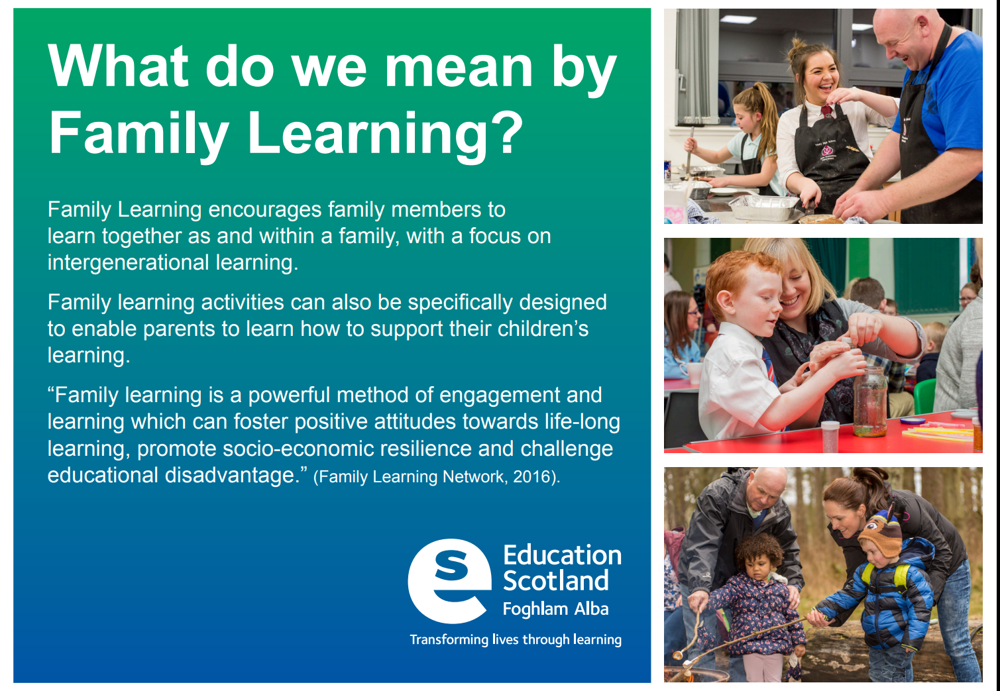 What do we mean by
Family Learning?
Family Learning encourages family members to
learn together as and within a family, with a focus on
intergenerational learning.
Family learning activities can also be specifically designed
to enable parents to learn how to support their children’s
learning.
“Family learning is a powerful method of engagement and
learning which can foster positive attitudes towards life-long
learning, promote socio-economic resilience and challenge
educational disadvantage.” (Family Learning Network, 2016).
Education
Scotland
Foghlam Alba
Transforming lives through learning